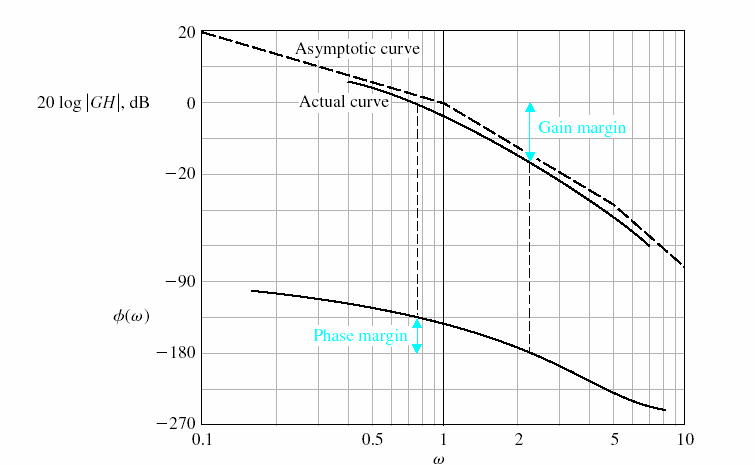 20
Asymptotic curve
20 log |GH|, dB
0
Actual curve
Gain margin
−20
−90
ϕ(ω)
Phase margin
−180
−270
0.1
0.5
1
2
5
10
ω